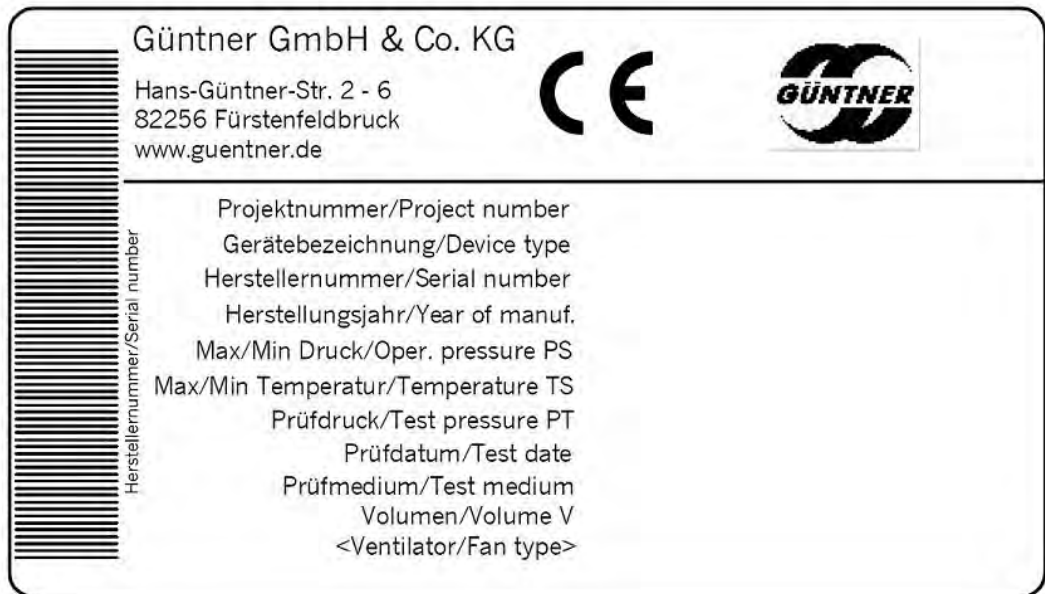 Güntner GmbH & Co. KG
Hans-Güntner-Str. 2 - 6
82256 Fürstenfeldbruck
www.guentner.de
CE
GÜNTNER
Herstellernummer/Serial number
Projektnummer/Project number
Gerätebezeichnung/Device type
Herstellernummer/Serial number
Herstellungsjahr/Year of manuf.
Max/Min Druck/Oper. pressure PS
Max/Min Temperatur/Temperature TS
Prüfdruck/Test pressure PT
Prüfdatum/Test date
Prüfmedium/Test medium
Volumen/Volume V
<Ventilator/Fan type>